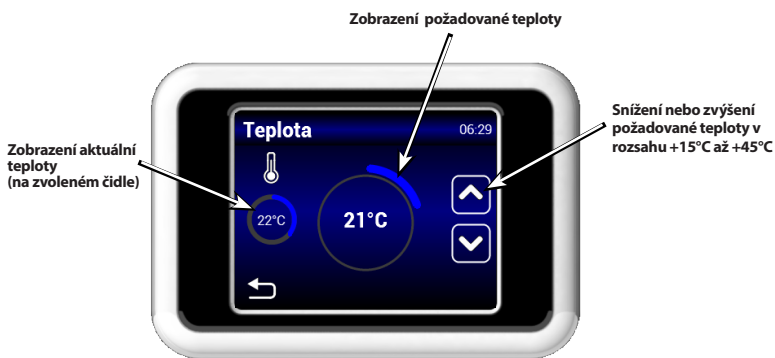 Zobrazení požadované teploty
Zobrazení aktuální
teploty
(na zvoleném čidle)
Teplota
06:29
22°C
21°C
Snížení nebo zvýšení
požadované teploty v
rozsahu +15°C až +45°C